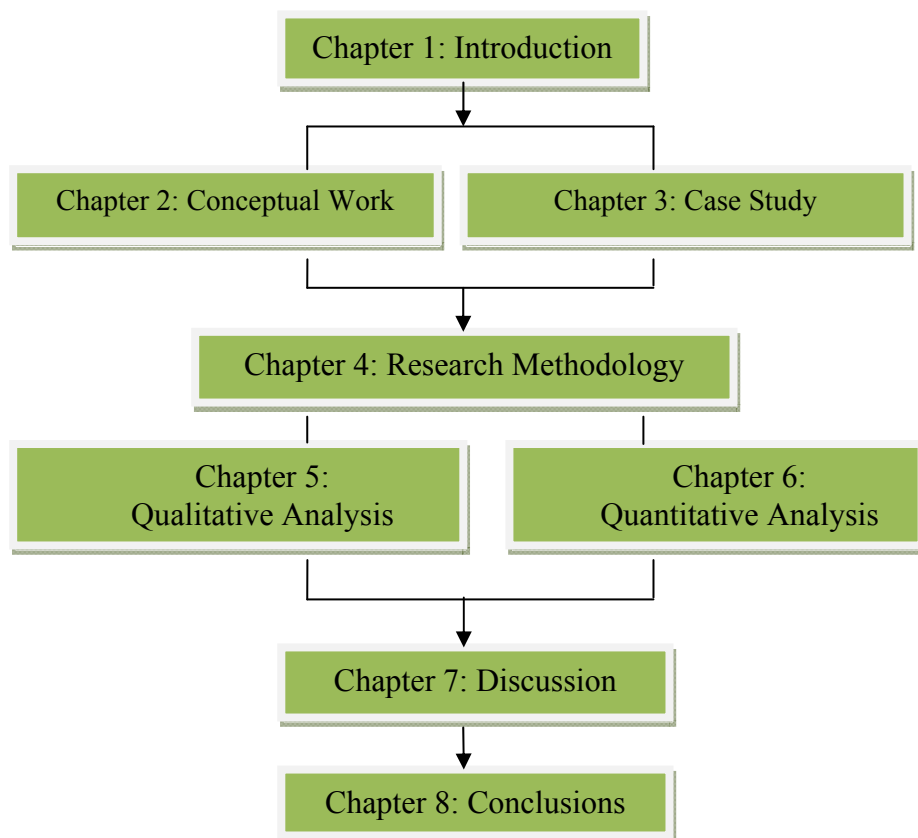 Chapter 1: Introduction
Chapter 2: Conceptual Work
Chapter 3: Case Study
Chapter 4: Research Methodology
Chapter 5:
Qualitative Analysis
Chapter 6:
Quantitative Analysis
Chapter 7: Discussion
Chapter 8: Conclusions